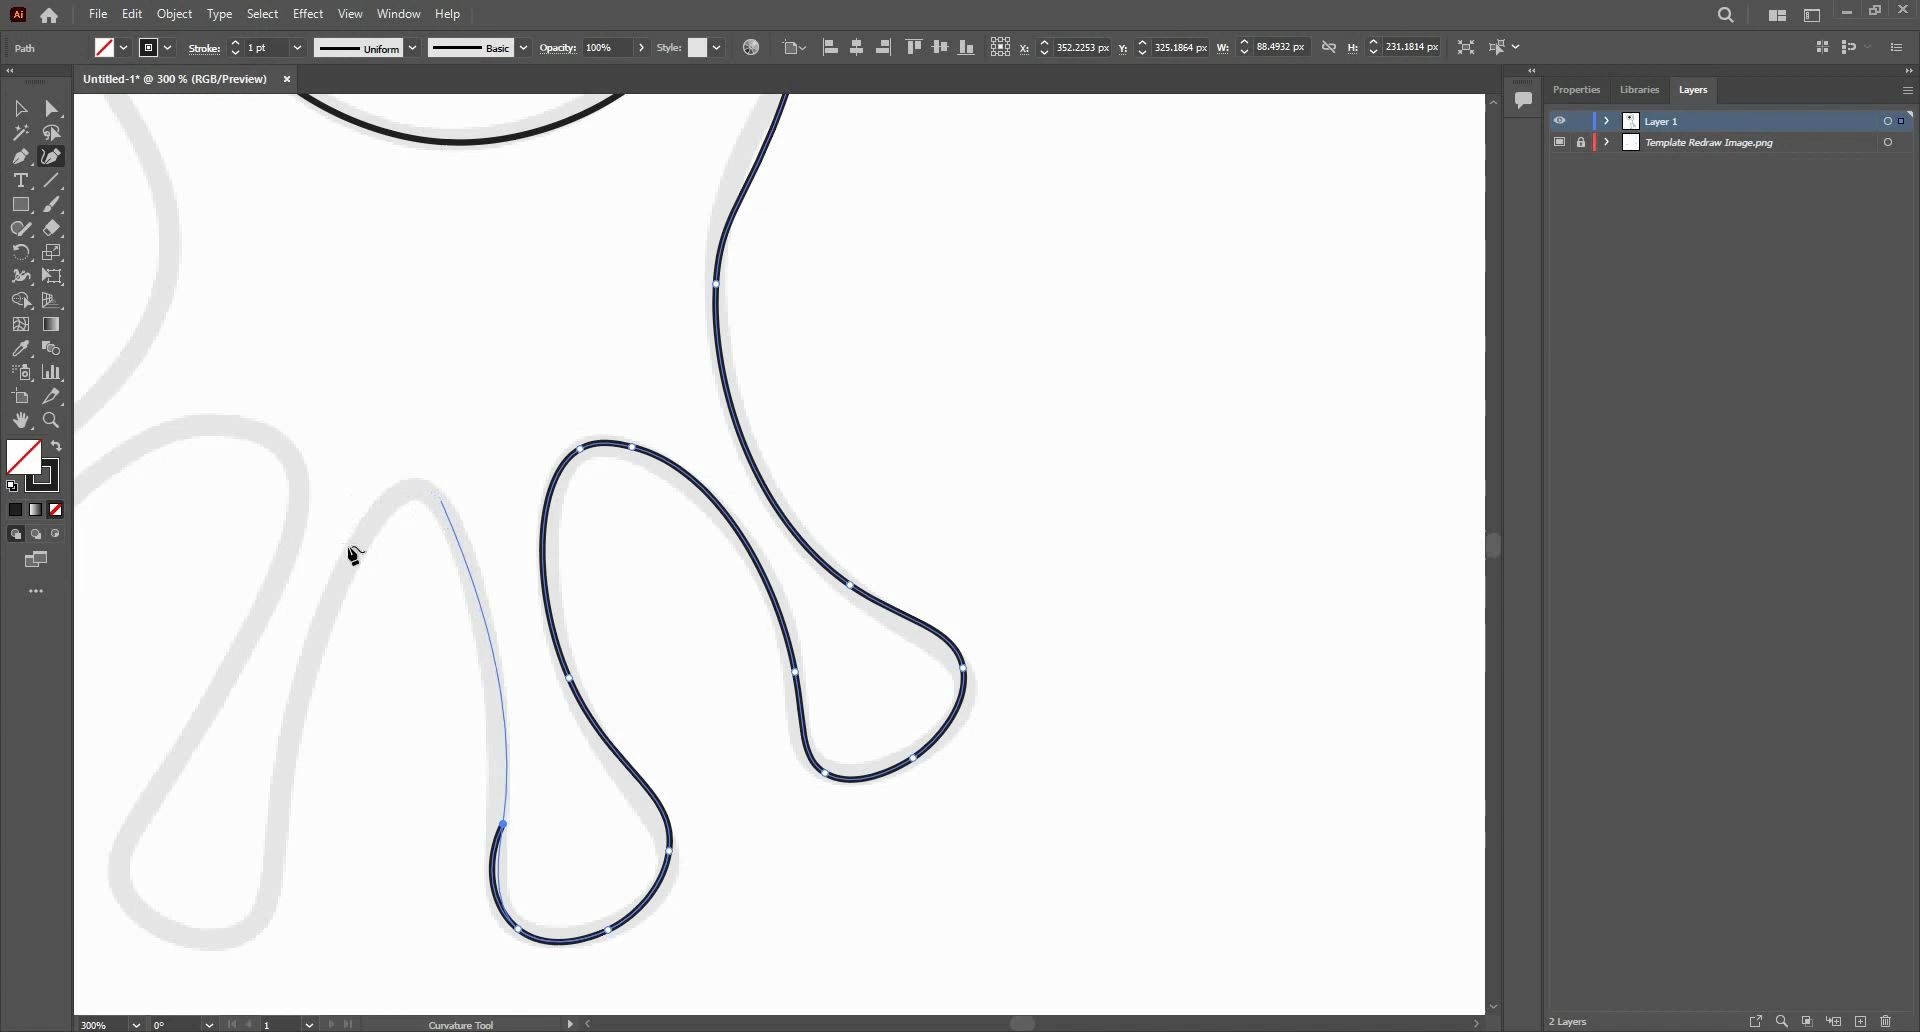 Ai File Edit Object Type Select Effect View Window Help
Path Stroke: 1 pt Uniform Basic Opacity: 100% Style: X: 352.2253 px Y: 325.1864 px W: 88.4932 px H: 231.1814 px
Untitled-1* @ 300 % (RGB/Preview)
Properties Libraries Layers
Layer 1
Template Redraw Image.png
300% 0° 1 Curvature Tool
2 Layers